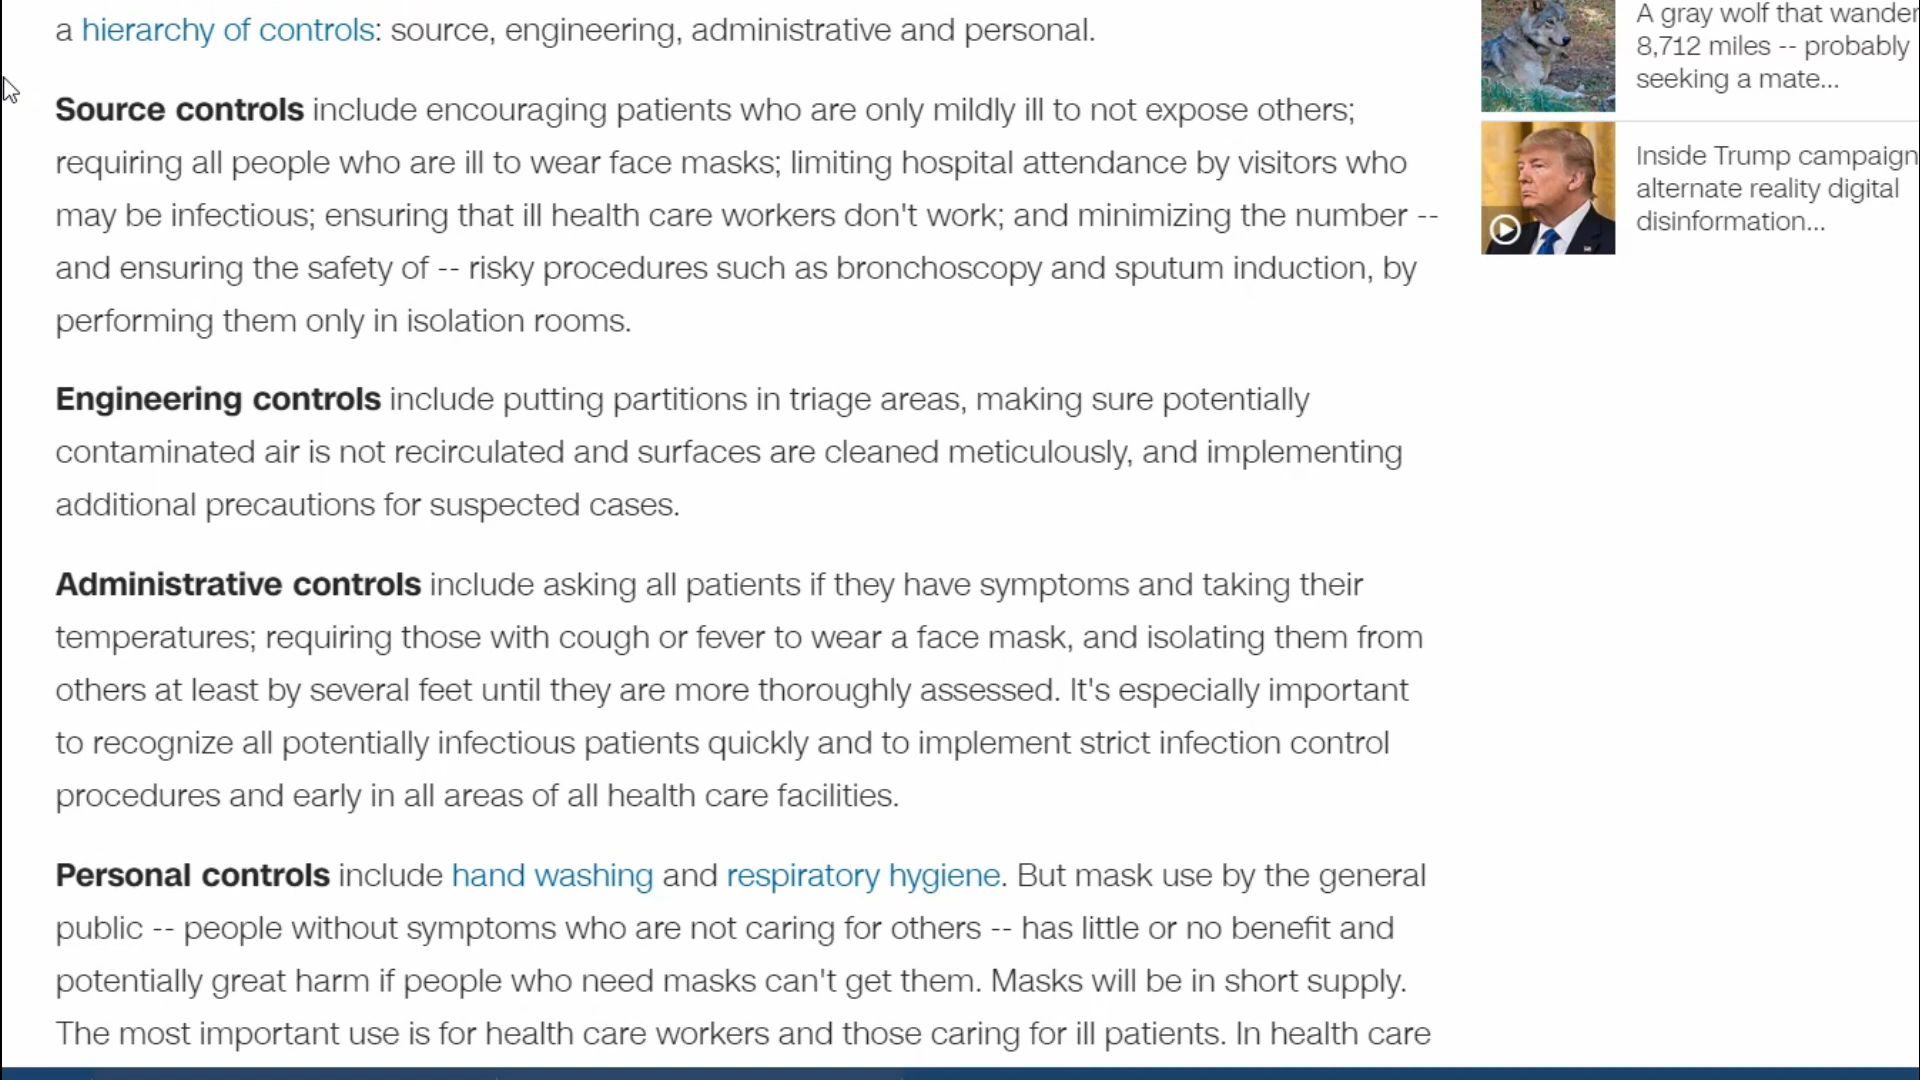 a hierarchy of controls: source, engineering, administrative and personal.
Source controls include encouraging patients who are only mildly ill to not expose others;
requiring all people who are ill to wear face masks; limiting hospital attendance by visitors who
may be infectious; ensuring that ill health care workers don't work; and minimizing the number --
and ensuring the safety of -- risky procedures such as bronchoscopy and sputum induction, by
performing them only in isolation rooms.
Engineering controls include putting partitions in triage areas, making sure potentially
contaminated air is not recirculated and surfaces are cleaned meticulously, and implementing
additional precautions for suspected cases.
Administrative controls include asking all patients if they have symptoms and taking their
temperatures; requiring those with cough or fever to wear a face mask, and isolating them from
others at least by several feet until they are more thoroughly assessed. It's especially important
to recognize all potentially infectious patients quickly and to implement strict infection control
procedures and early in all areas of all health care facilities.
Personal controls include hand washing and respiratory hygiene. But mask use by the general
public -- people without symptoms who are not caring for others -- has little or no benefit and
potentially great harm if people who need masks can't get them. Masks will be in short supply.
The most important use is for health care workers and those caring for ill patients. In health care
A gray wolf that wander
8,712 miles -- probably
seeking a mate...
Inside Trump campaign
alternate reality digital
disinformation...